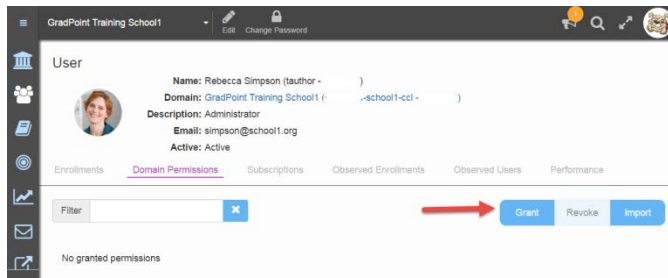 GradPoint Training School1
Edit Change Password
1
User
Name: Rebecca Simpson (tauthor - )
Domain: GradPoint Training School1 ( .-school1-ccl - )
Description: Administrator
Email: simpson@school1.org
Active: Active
Enrollments Domain Permissions Subscriptions Observed Enrollments Observed Users Performance
Filter Grant Revoke Import
No granted permissions